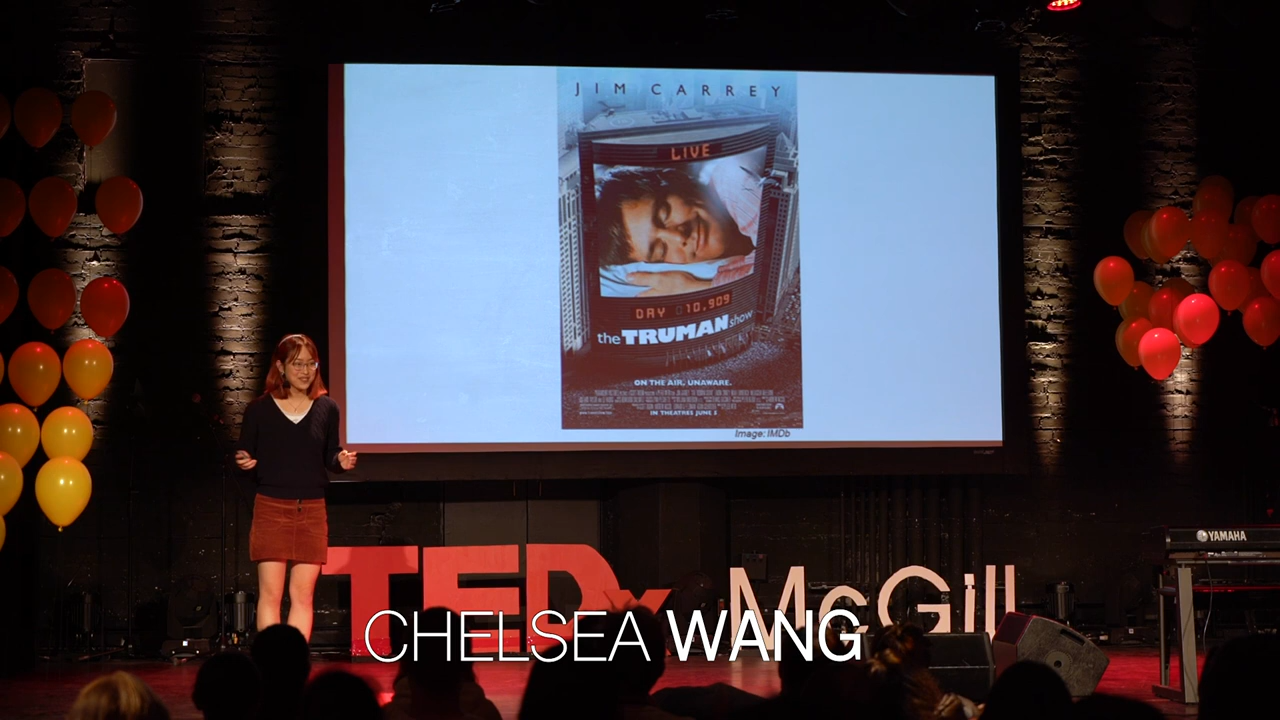 JIM CARREY
LIVE
DAY 10,909
the TRUMAN show
ON THE AIR, UNAWARE.
IN THEATRES JUNE 5
Image: IMDb
YAMAHA
TEDx McGill
CHELSEA WANG